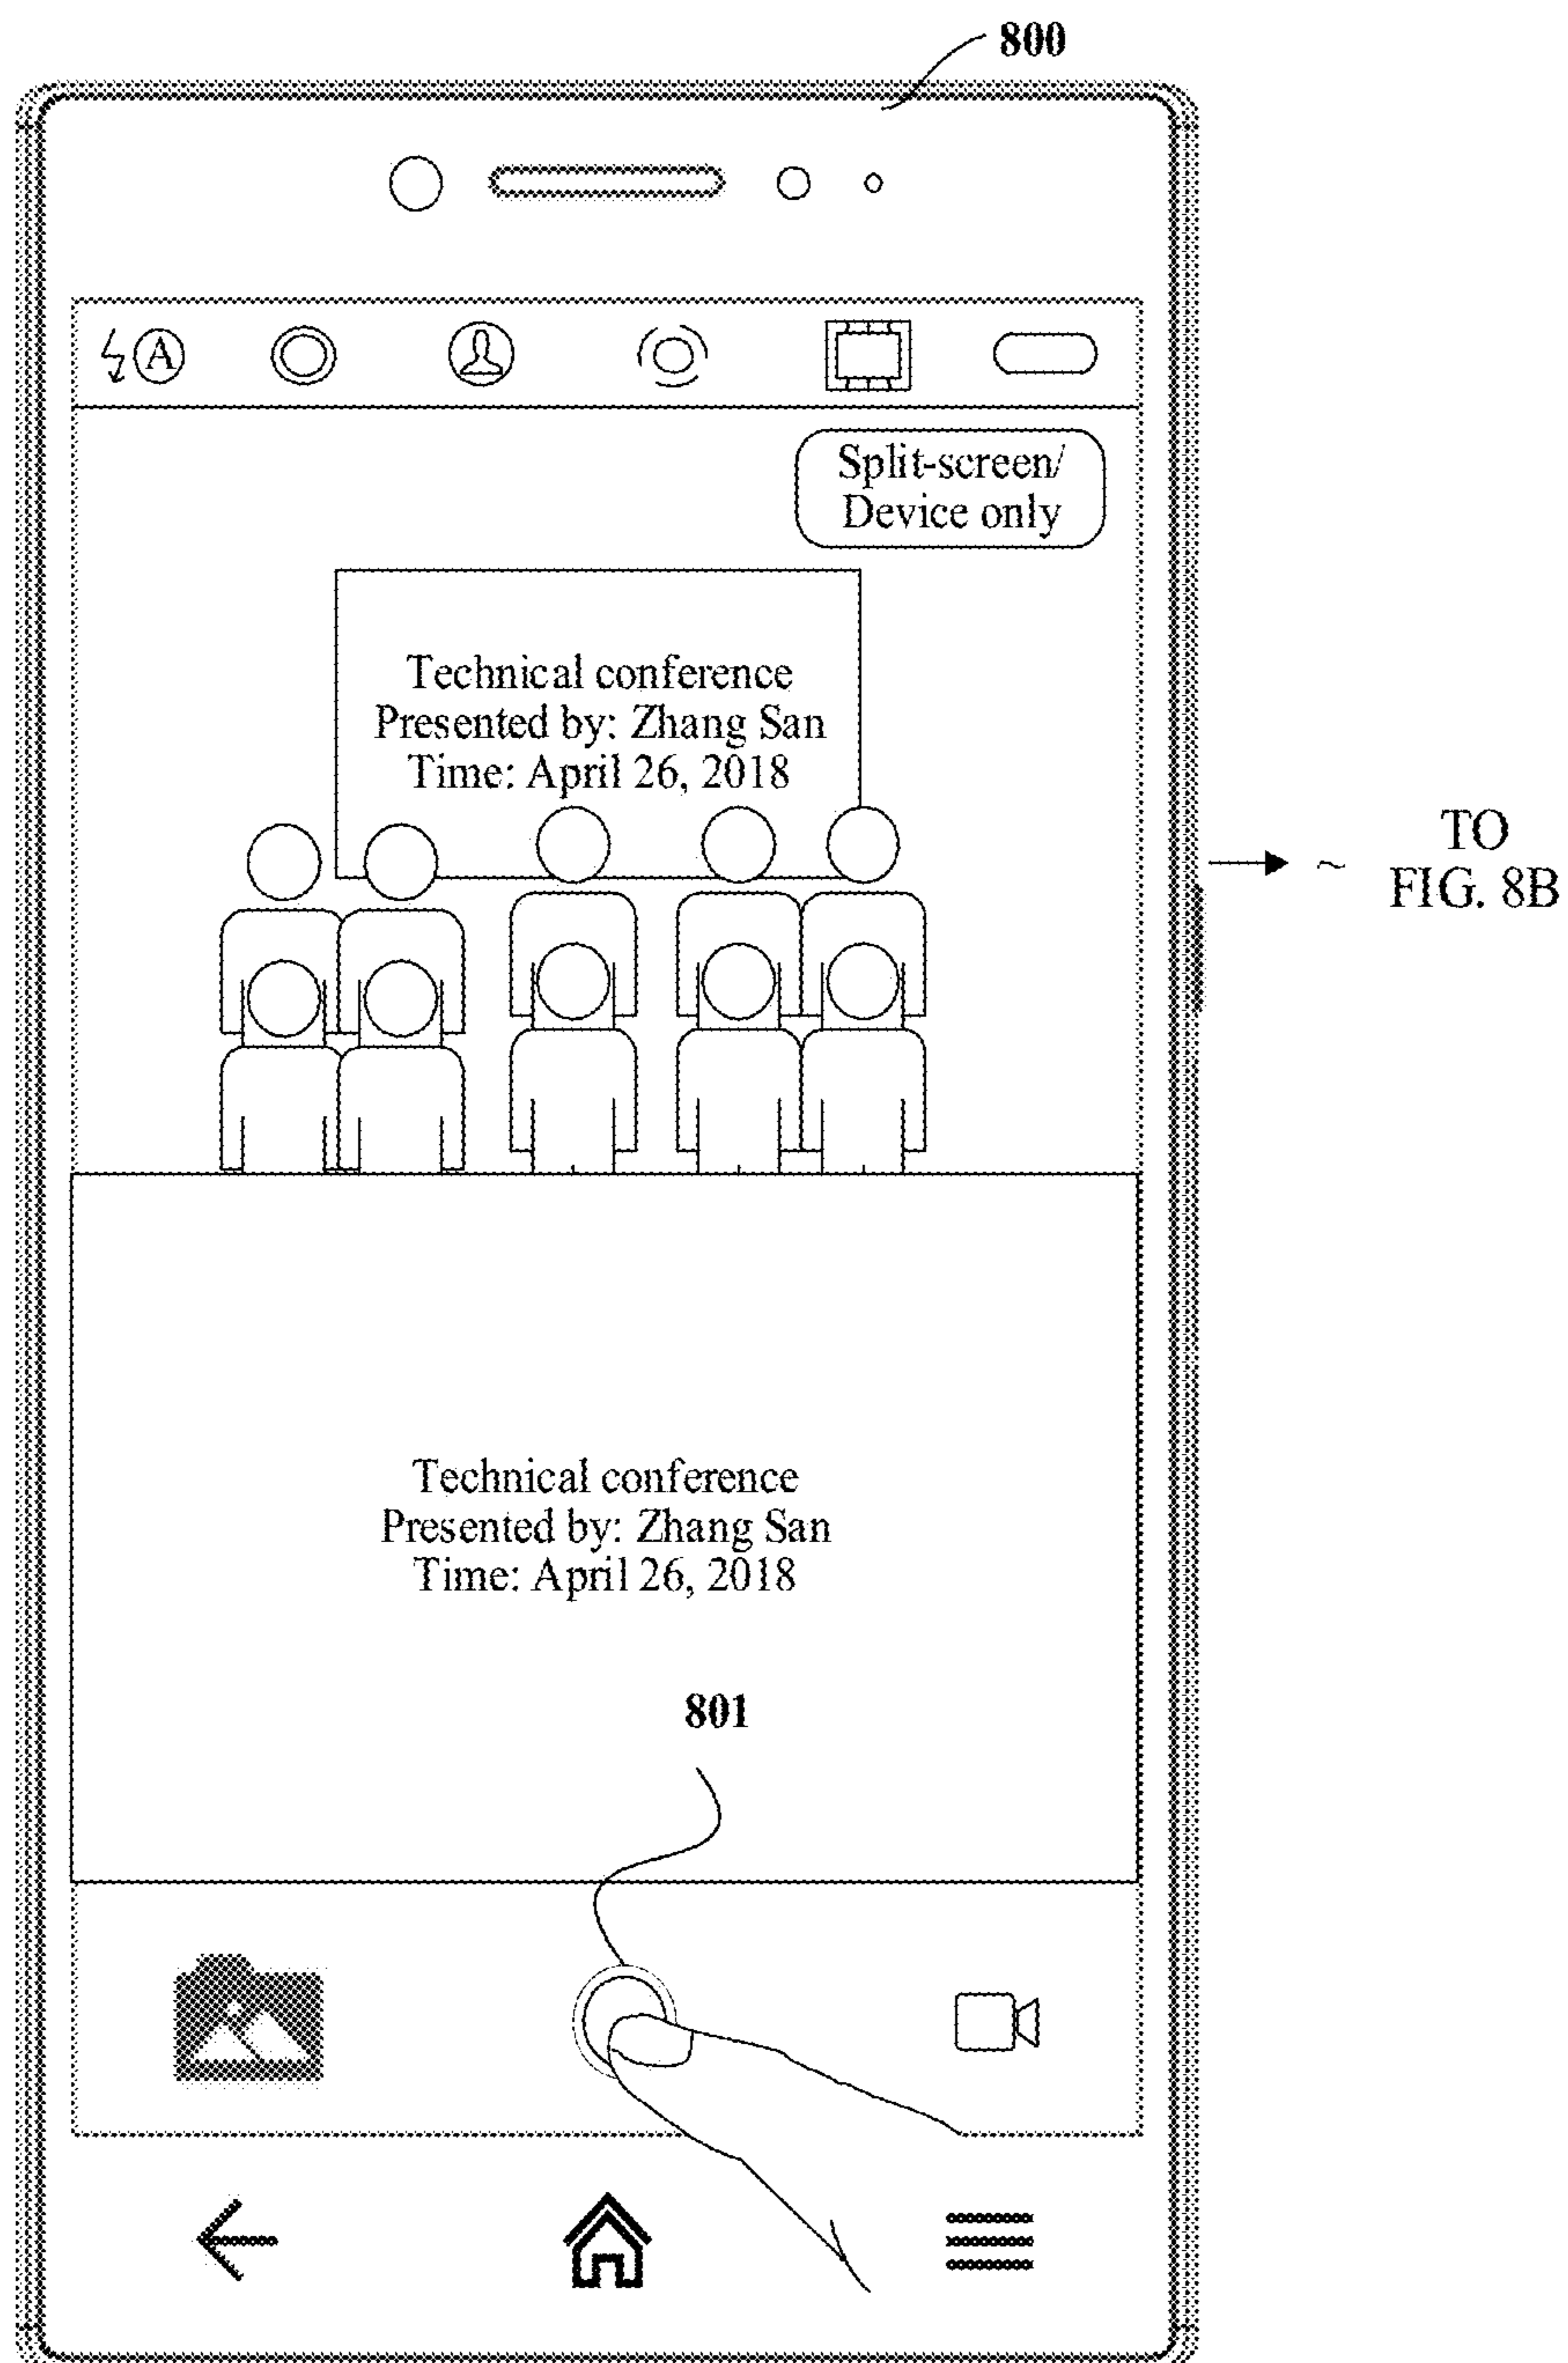 800
A
Split-screen/
Device only
Technical conference
Presented by: Zhang San
Time: April 26, 2018
TO
FIG. 8B
Technical conference
Presented by: Zhang San
Time: April 26, 2018
801